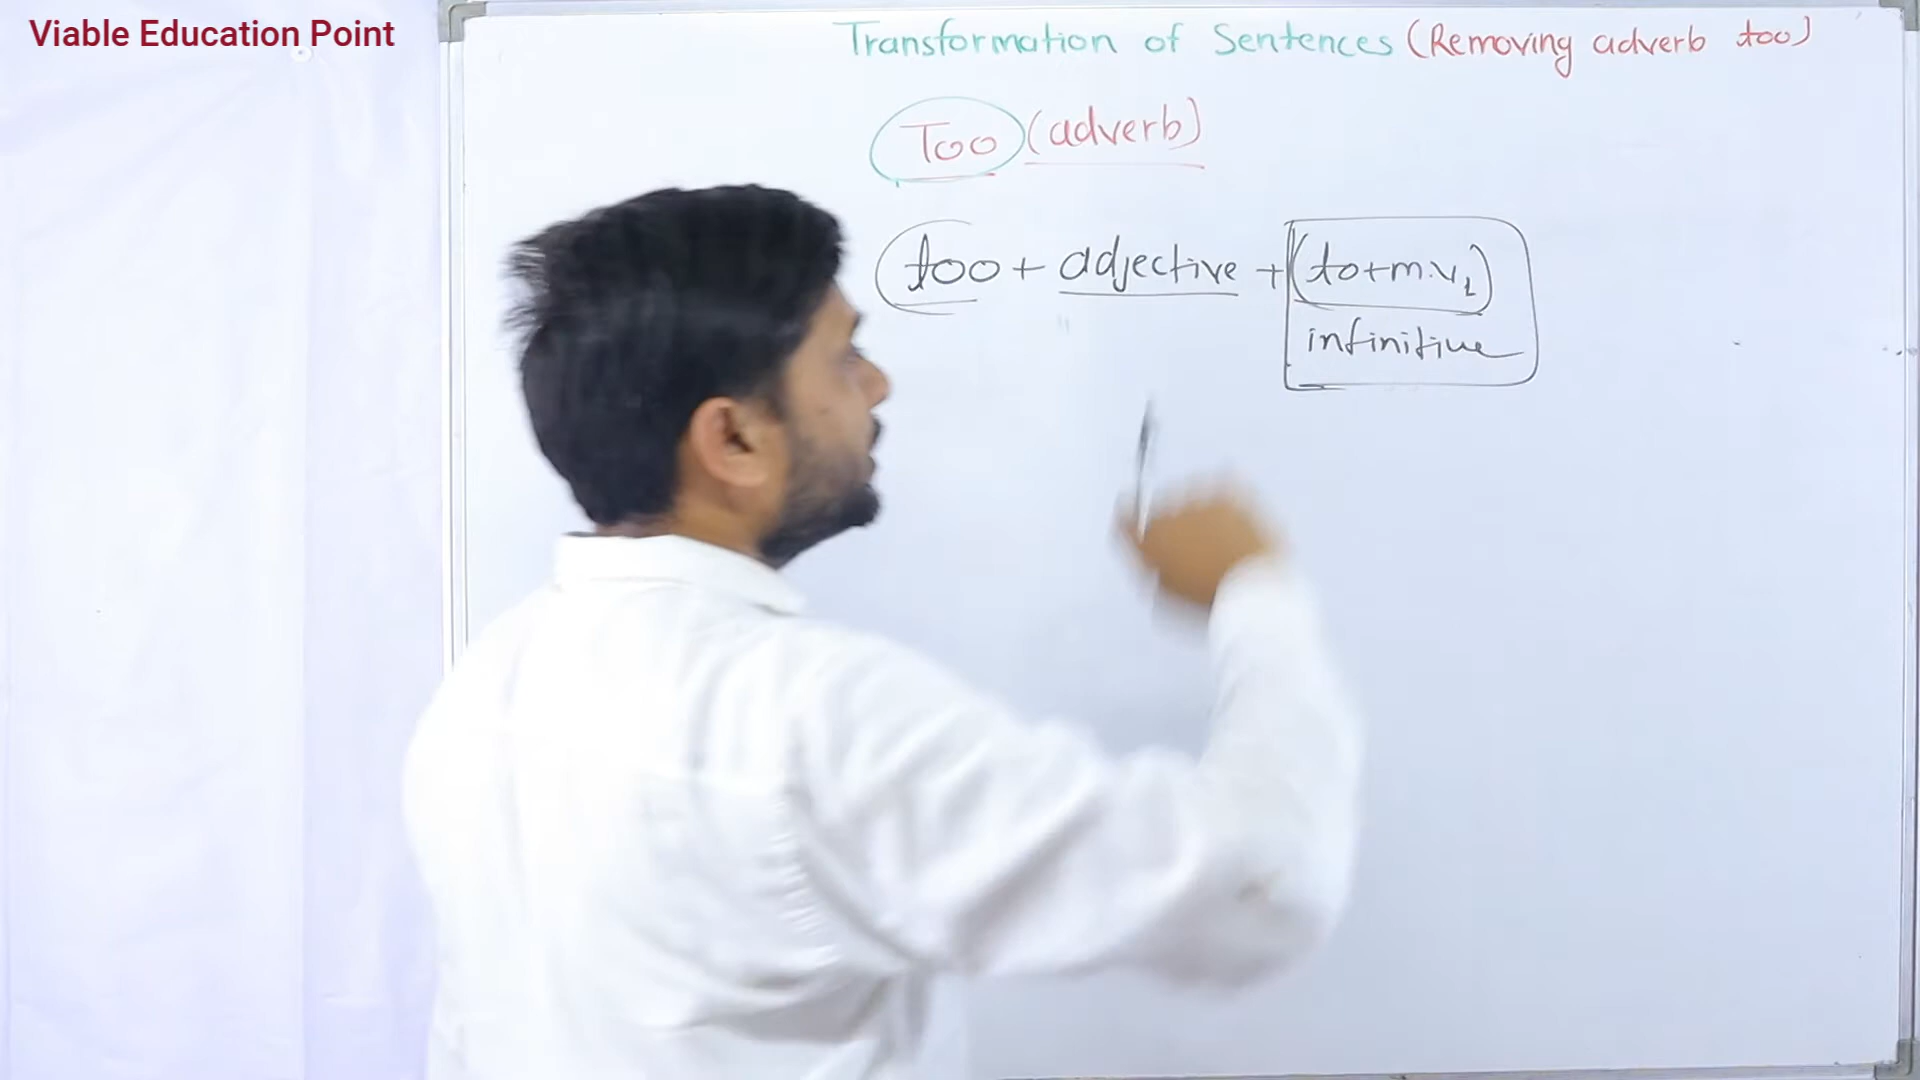 Viable Education Point
Transformation of Sentences (Removing adverb too)
Too (adverb)
too + adjective + (to+m.v1)
infinitive